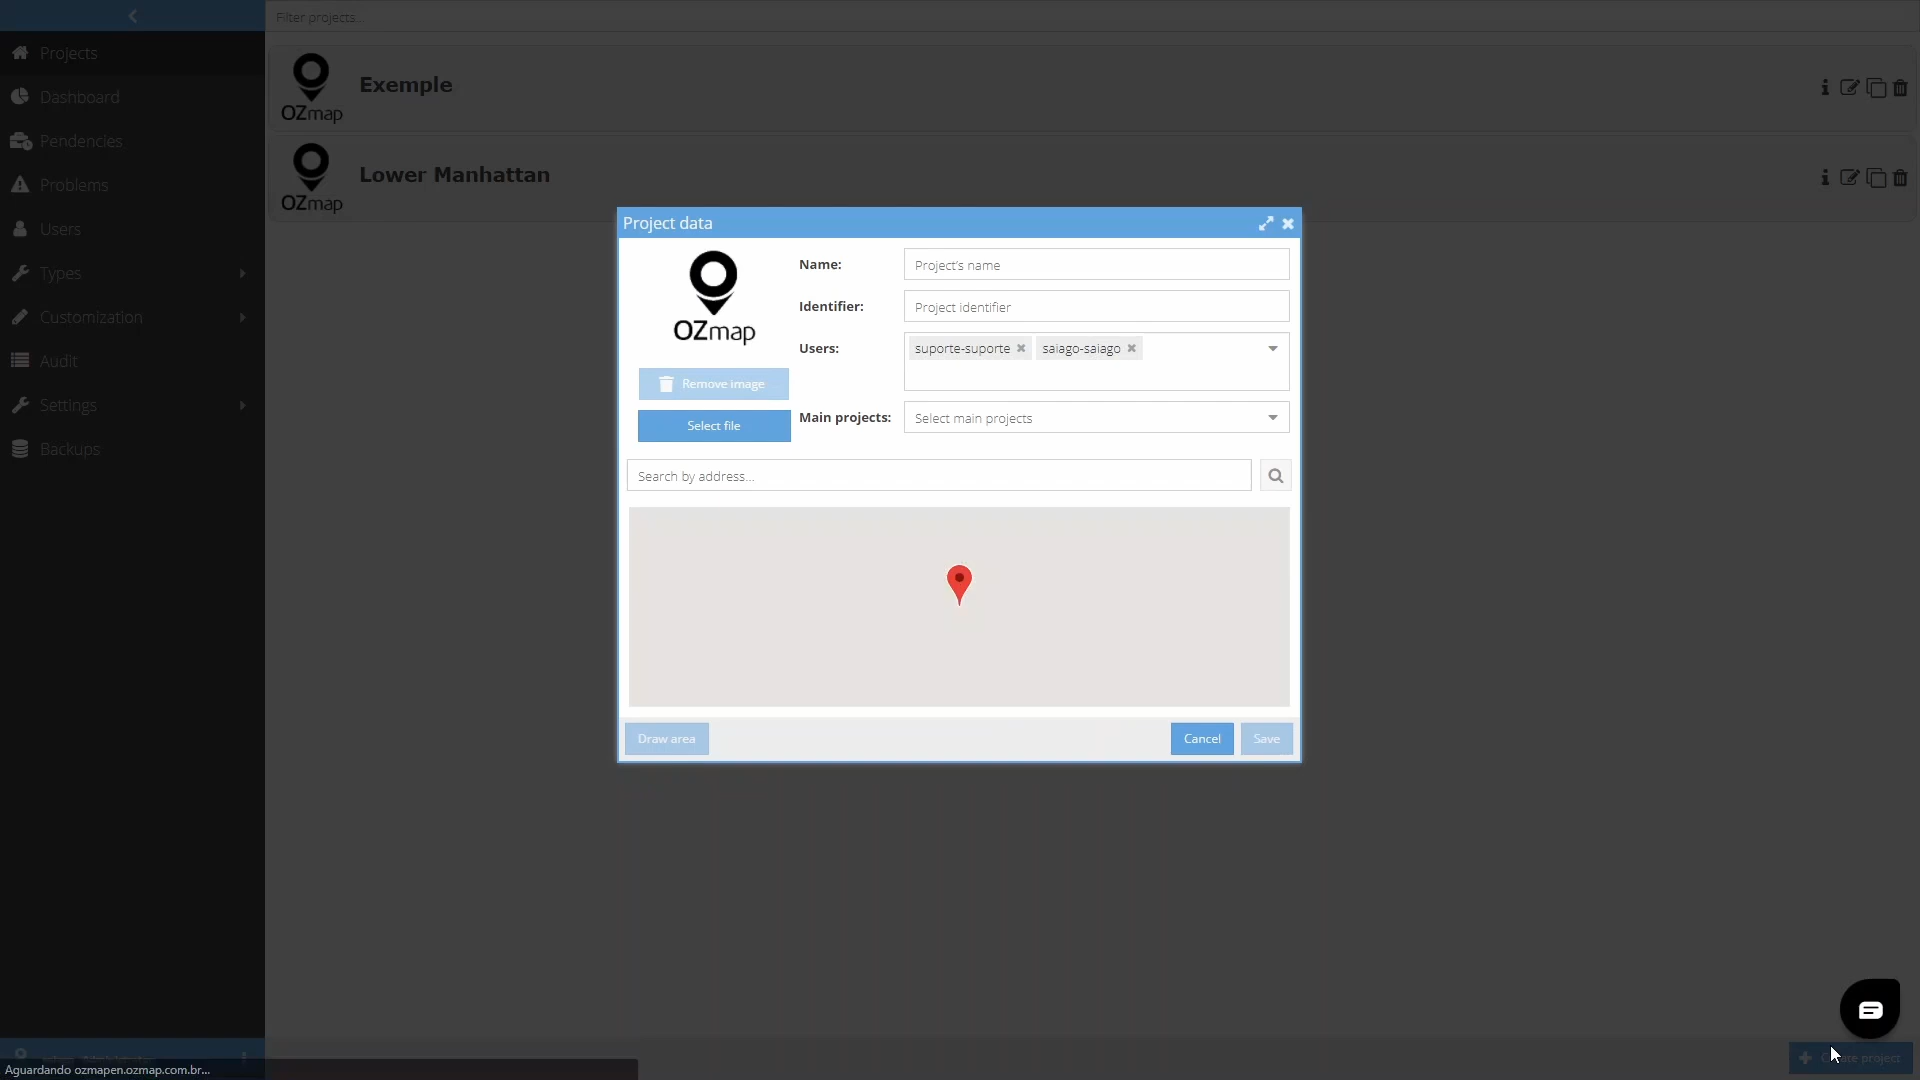 Filter projects...
Projects
Dashboard
Pendencies
Problems
Users
Types
Customization
Audit
Settings
Backups
OZmap
Exemple
OZmap
Lower Manhattan
Project data
OZmap
Remove image
Select file
Name:
Project's name
Identifier:
Project identifier
Users:
suporte-suporte
saiago-saiago
Main projects:
Select main projects
Search by address...
Draw area
Cancel
Save
project
Aguardando ozmapen.ozmap.com.br...